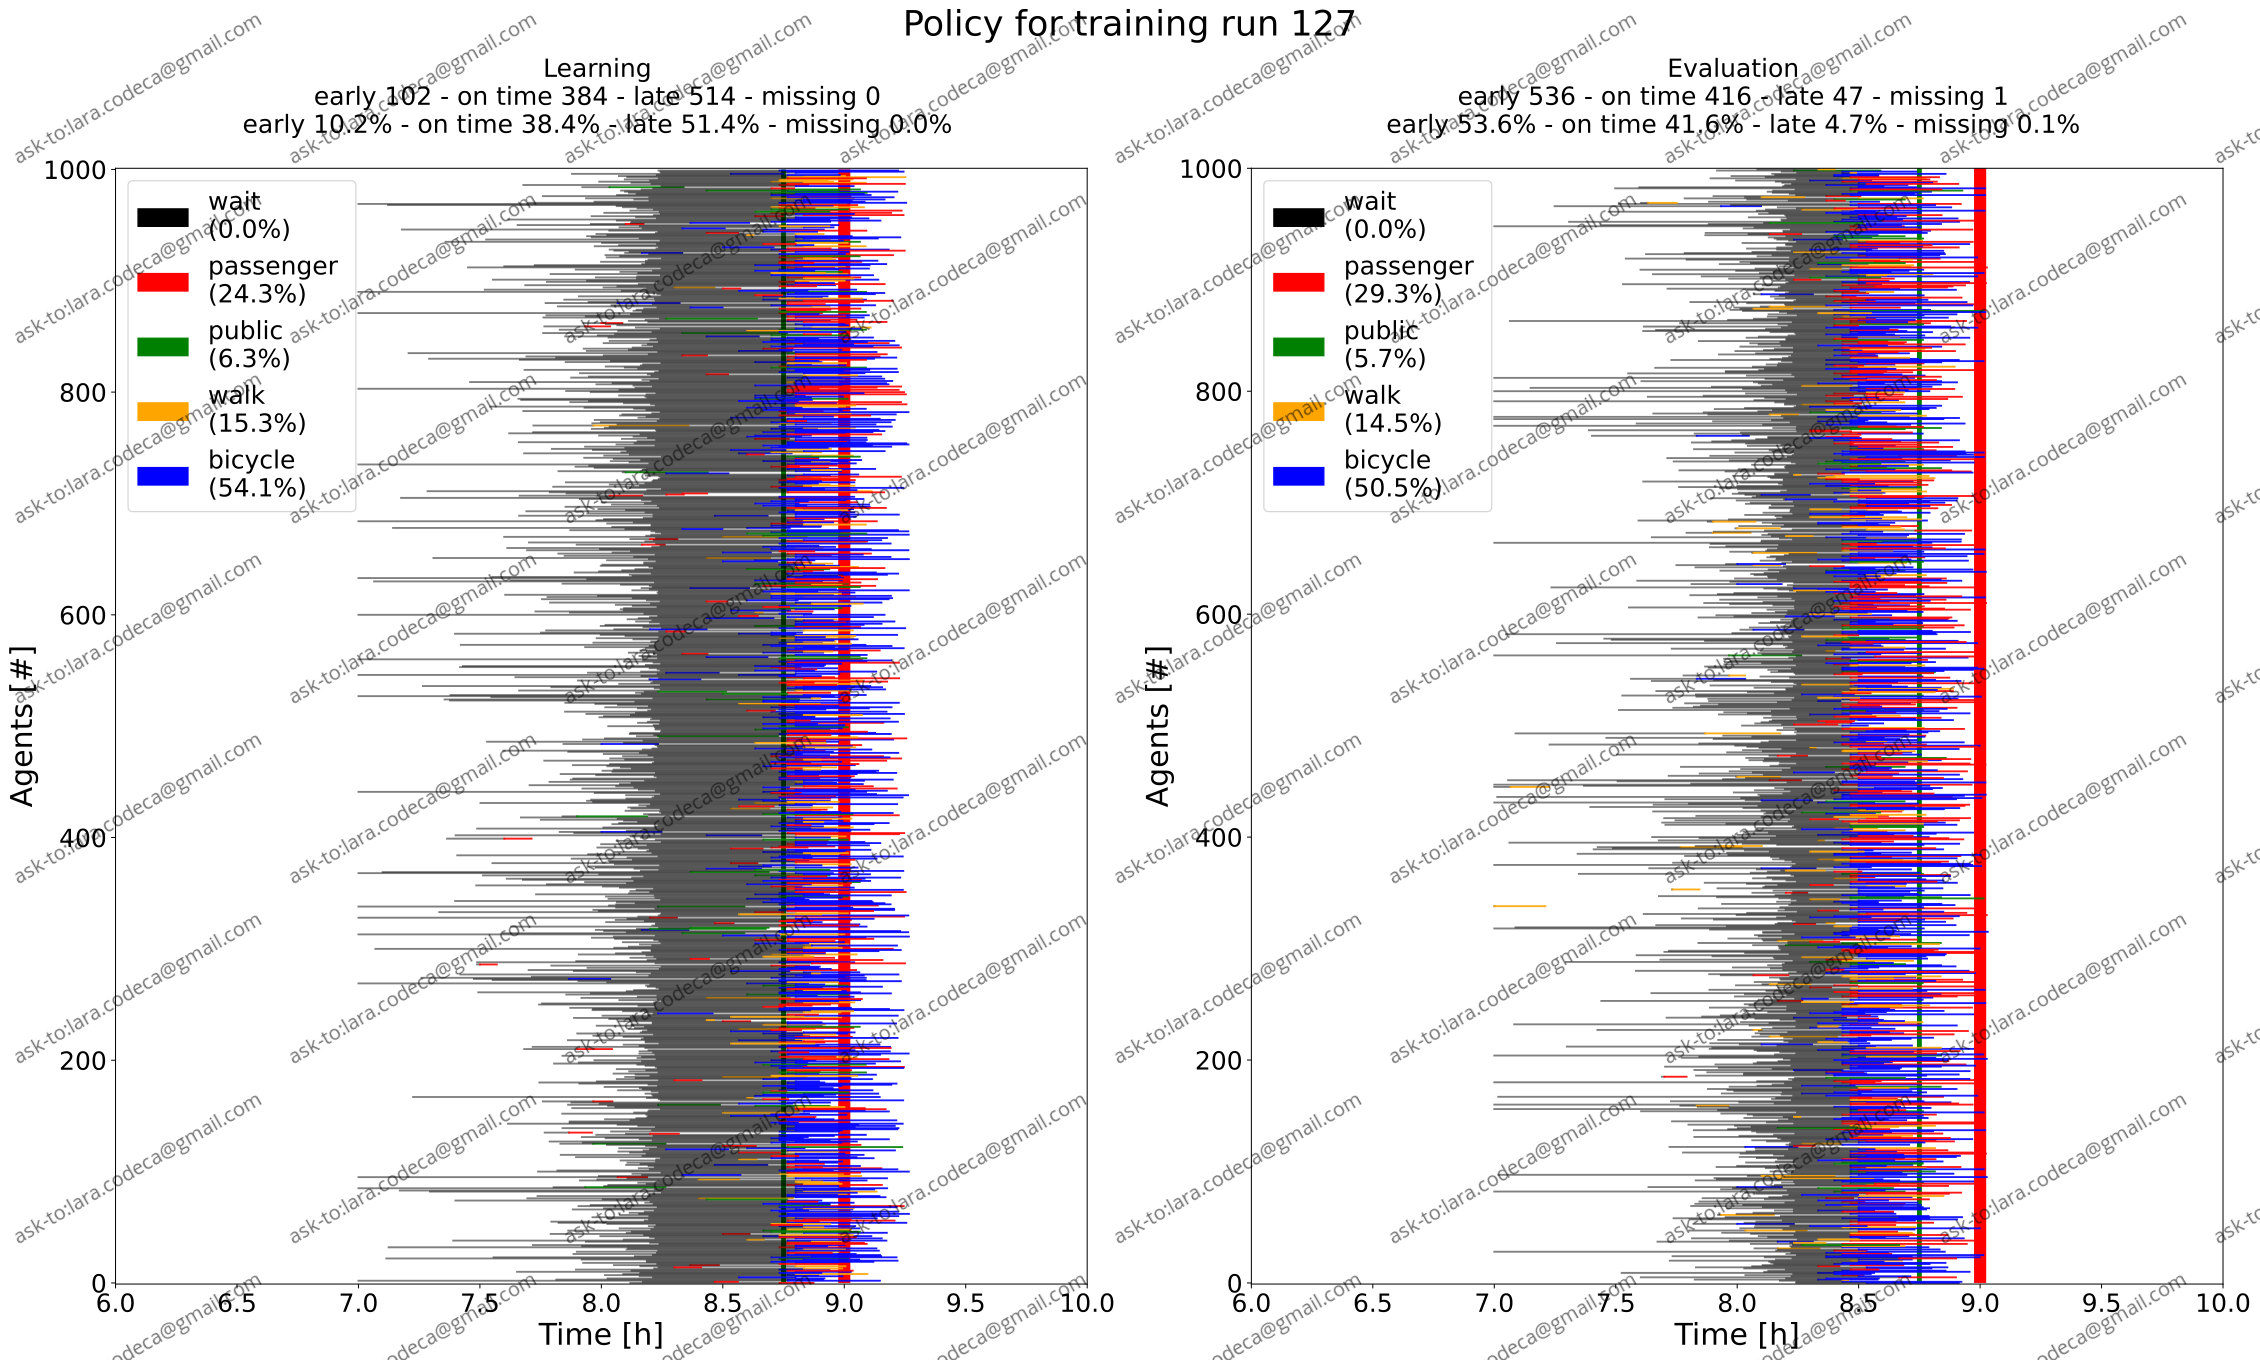 Policy for training run 127
Learning
early 102 - on time 384 - late 514 - missing 0
early 10.2% - on time 38.4% - late 51.4% - missing 0.0%
1000
800
600
400
200
0
Agents [#]
wait
(0.0%)
passenger
(24.3%)
public
(6.3%)
walk
(15.3%)
bicycle
(54.1%)
6.0 6.5 7.0 7.5 8.0 8.5 9.0 9.5 10.0
Time [h]
Evaluation
early 536 - on time 416 - late 47 - missing 1
early 53.6% - on time 41.6% - late 4.7% - missing 0.1%
1000
800
600
400
200
0
Agents [#]
wait
(0.0%)
passenger
(29.3%)
public
(5.7%)
walk
(14.5%)
bicycle
(50.5%)
6.0 6.5 7.0 7.5 8.0 8.5 9.0 9.5 10.0
Time [h]
ask-to:lara.codeca@gmail.com